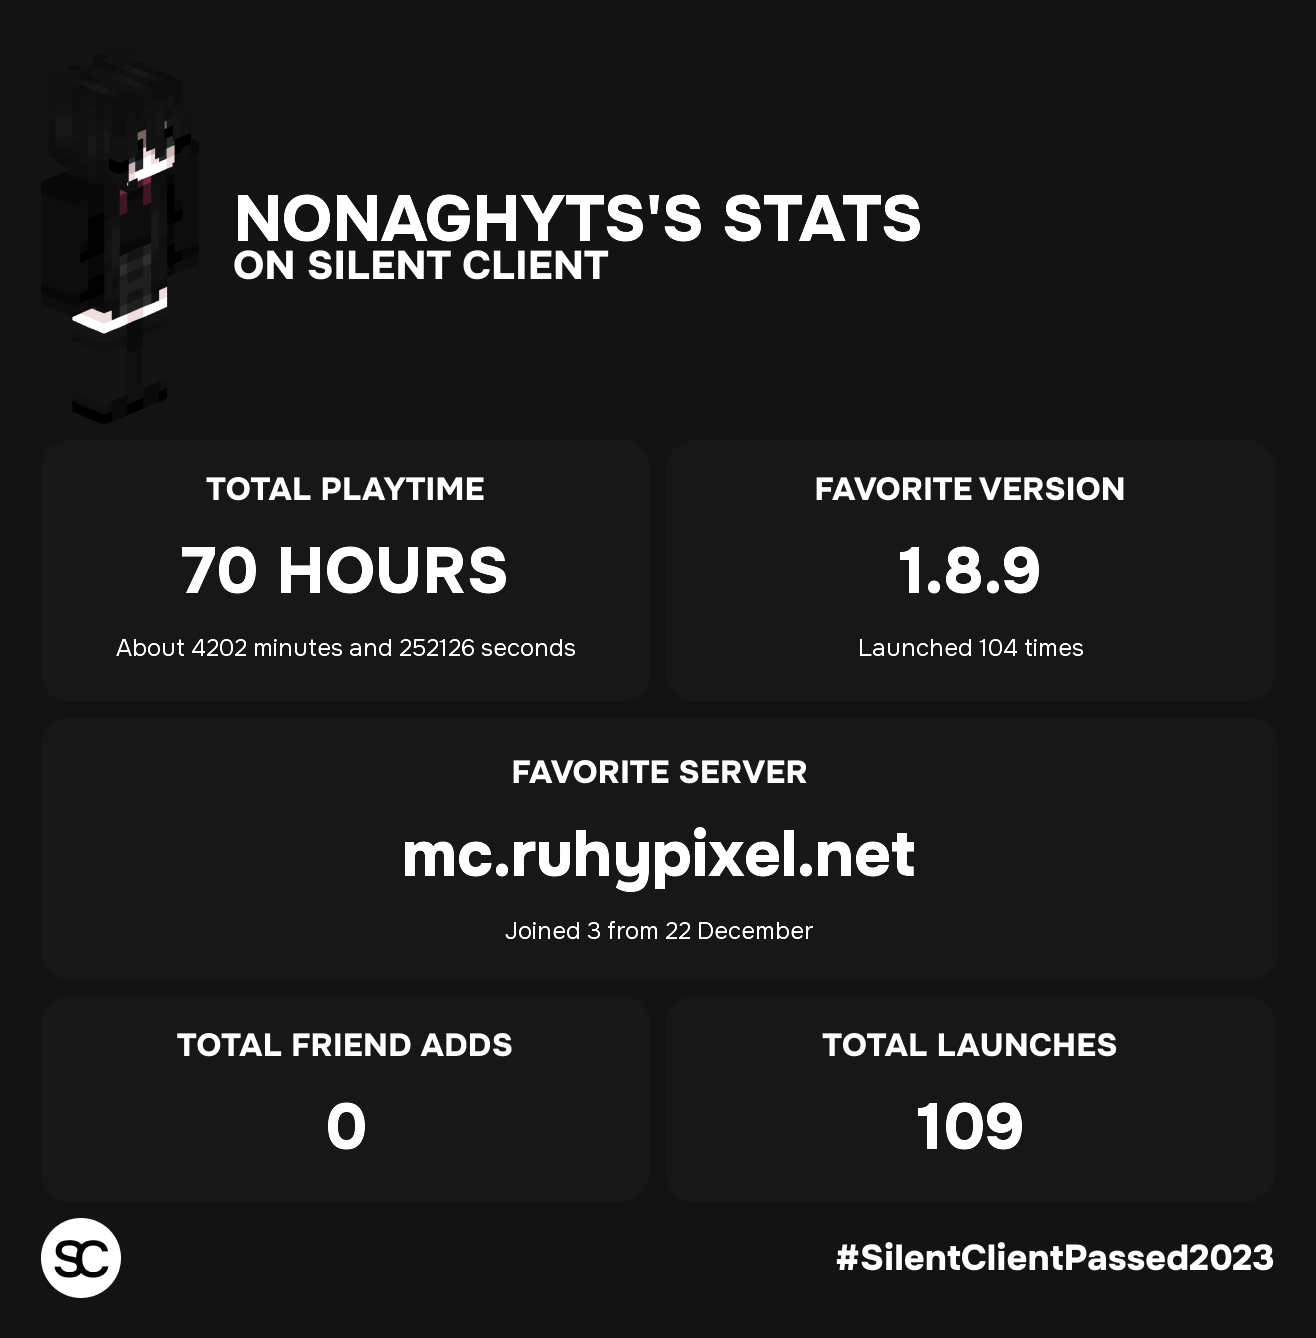 NONAGHYTS'S STATS
ON SILENT CLIENT
TOTAL PLAYTIME
70 HOURS
About 4202 minutes and 252126 seconds
FAVORITE VERSION
1.8.9
Launched 104 times
FAVORITE SERVER
mc.ruhypixel.net
Joined 3 from 22 December
TOTAL FRIEND ADDS
0
TOTAL LAUNCHES
109
SC
#SilentClientPassed2023